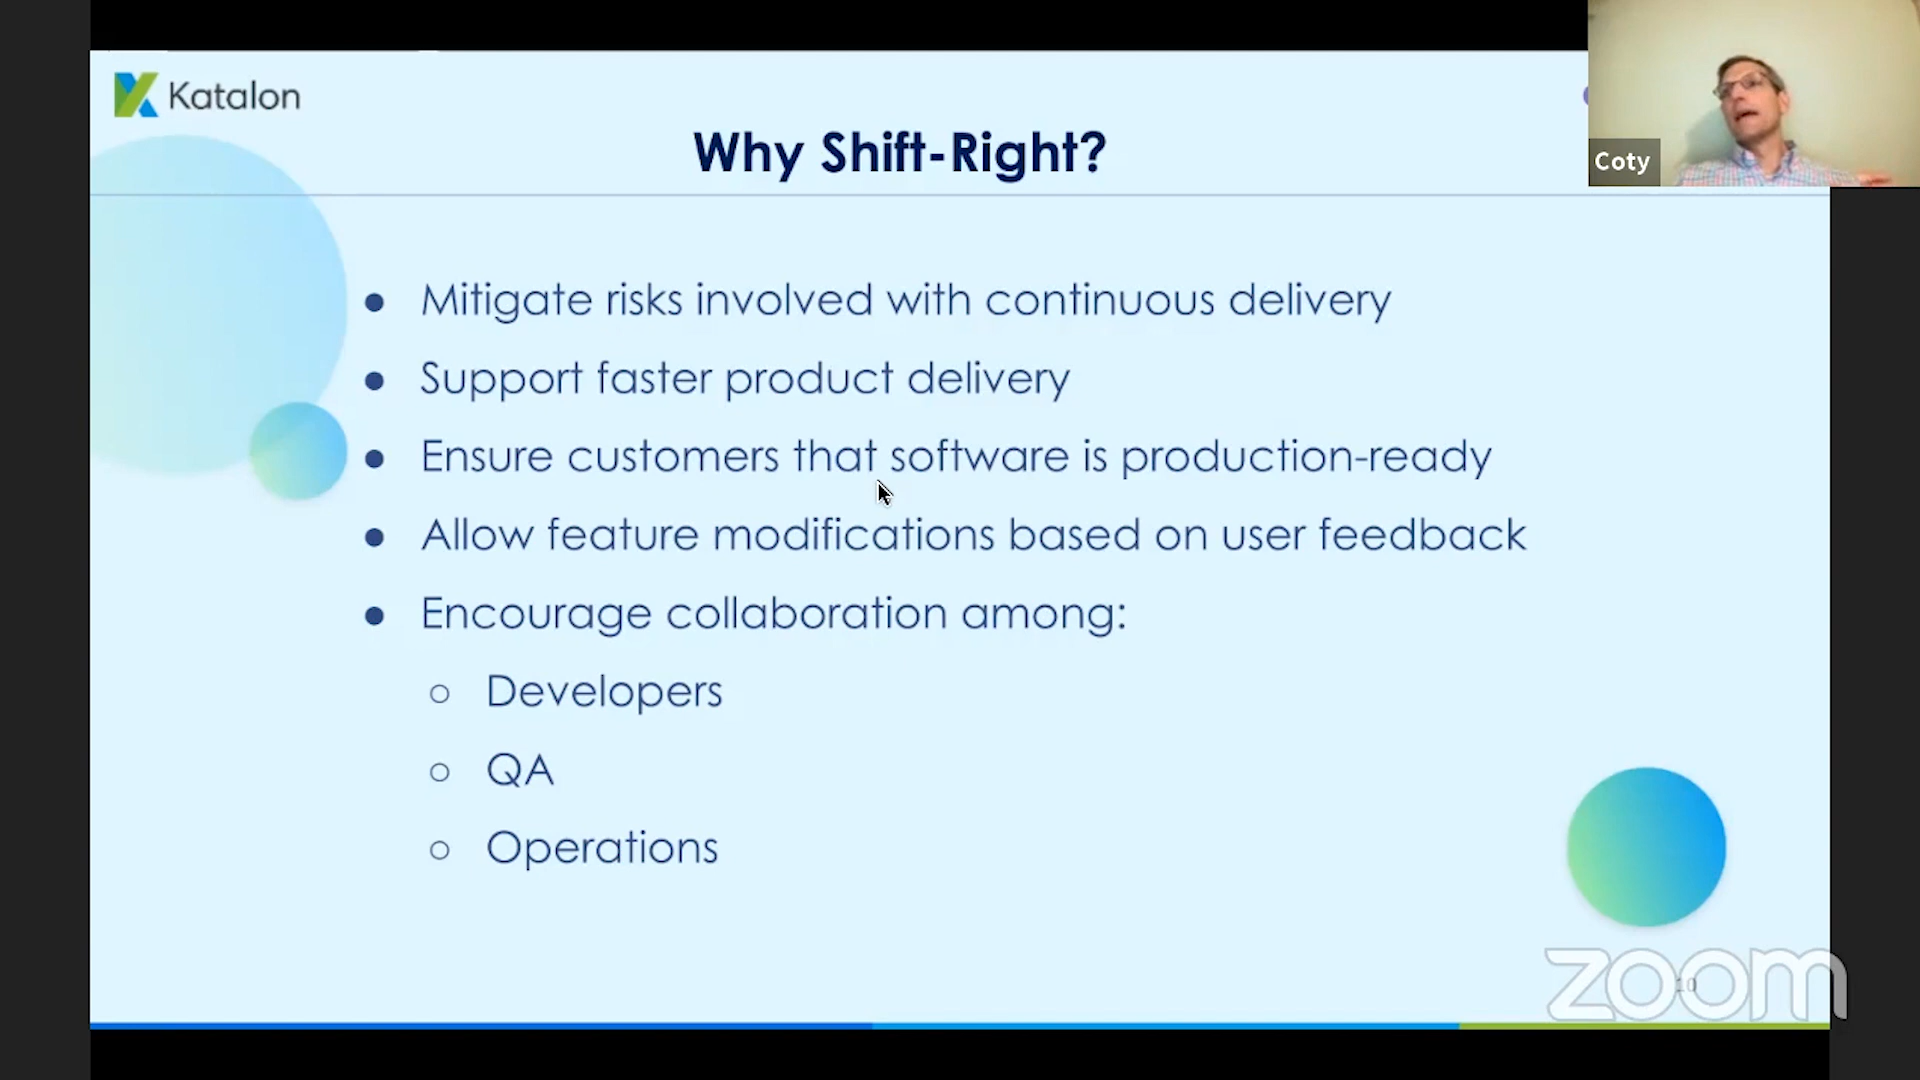 Katalon
Why Shift-Right?
Coty
● Mitigate risks involved with continuous delivery
● Support faster product delivery
● Ensure customers that software is production-ready
● Allow feature modifications based on user feedback
● Encourage collaboration among:
○ Developers
○ QA
○ Operations
zoom
10